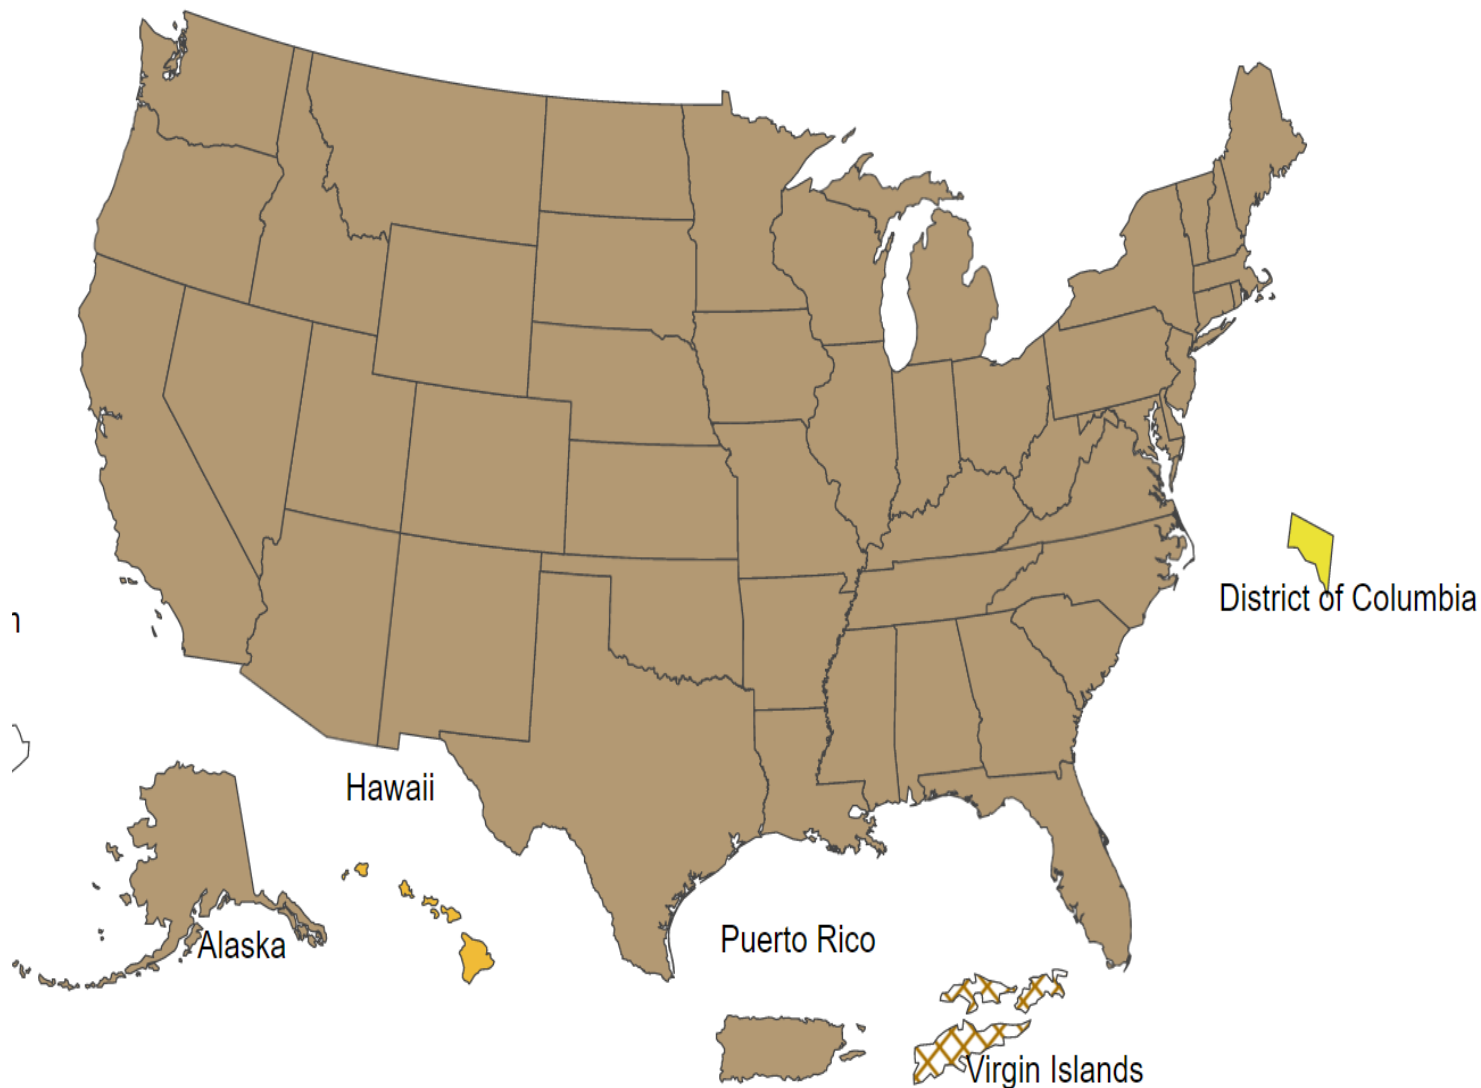 District of Columbia
n
Hawaii
Alaska
Puerto Rico
Virgin Islands